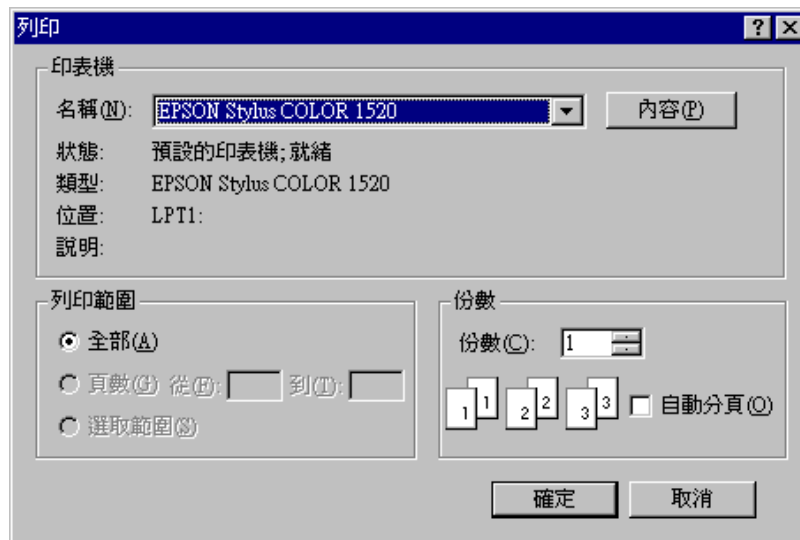 列印
印表機
名稱(N): EPSON Stylus COLOR 1520 內容(P)
狀態: 預設的印表機; 就緒
類型: EPSON Stylus COLOR 1520
位置: LPT1:
說明:
列印範圍
全部(A)
頁數(G) 從(F): 到(T):
選取範圍(S)
份數
份數(C): 1
1 1 2 2 3 3 自動分頁(O)
確定 取消